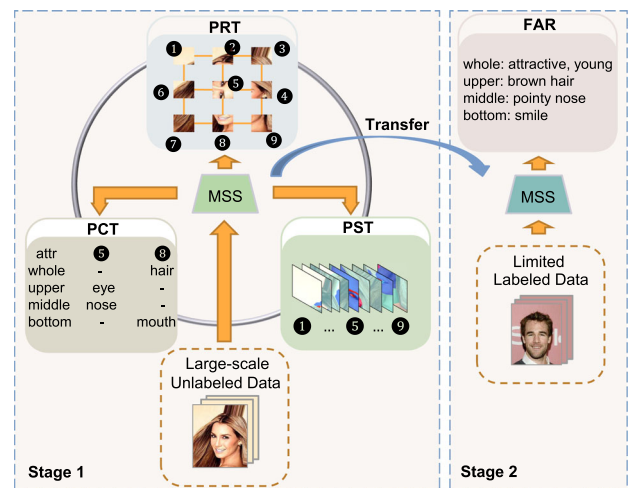 PRT
1 2 3
6 5 4
7 8 9
MSS
PCT
attr 5 8
whole - hair
upper eye -
middle nose -
bottom - mouth
PST
1 ... 5 ... 9
Large-scale
Unlabeled Data
Stage 1
Transfer
FAR
whole: attractive, young
upper: brown hair
middle: pointy nose
bottom: smile
MSS
Limited
Labeled Data
Stage 2